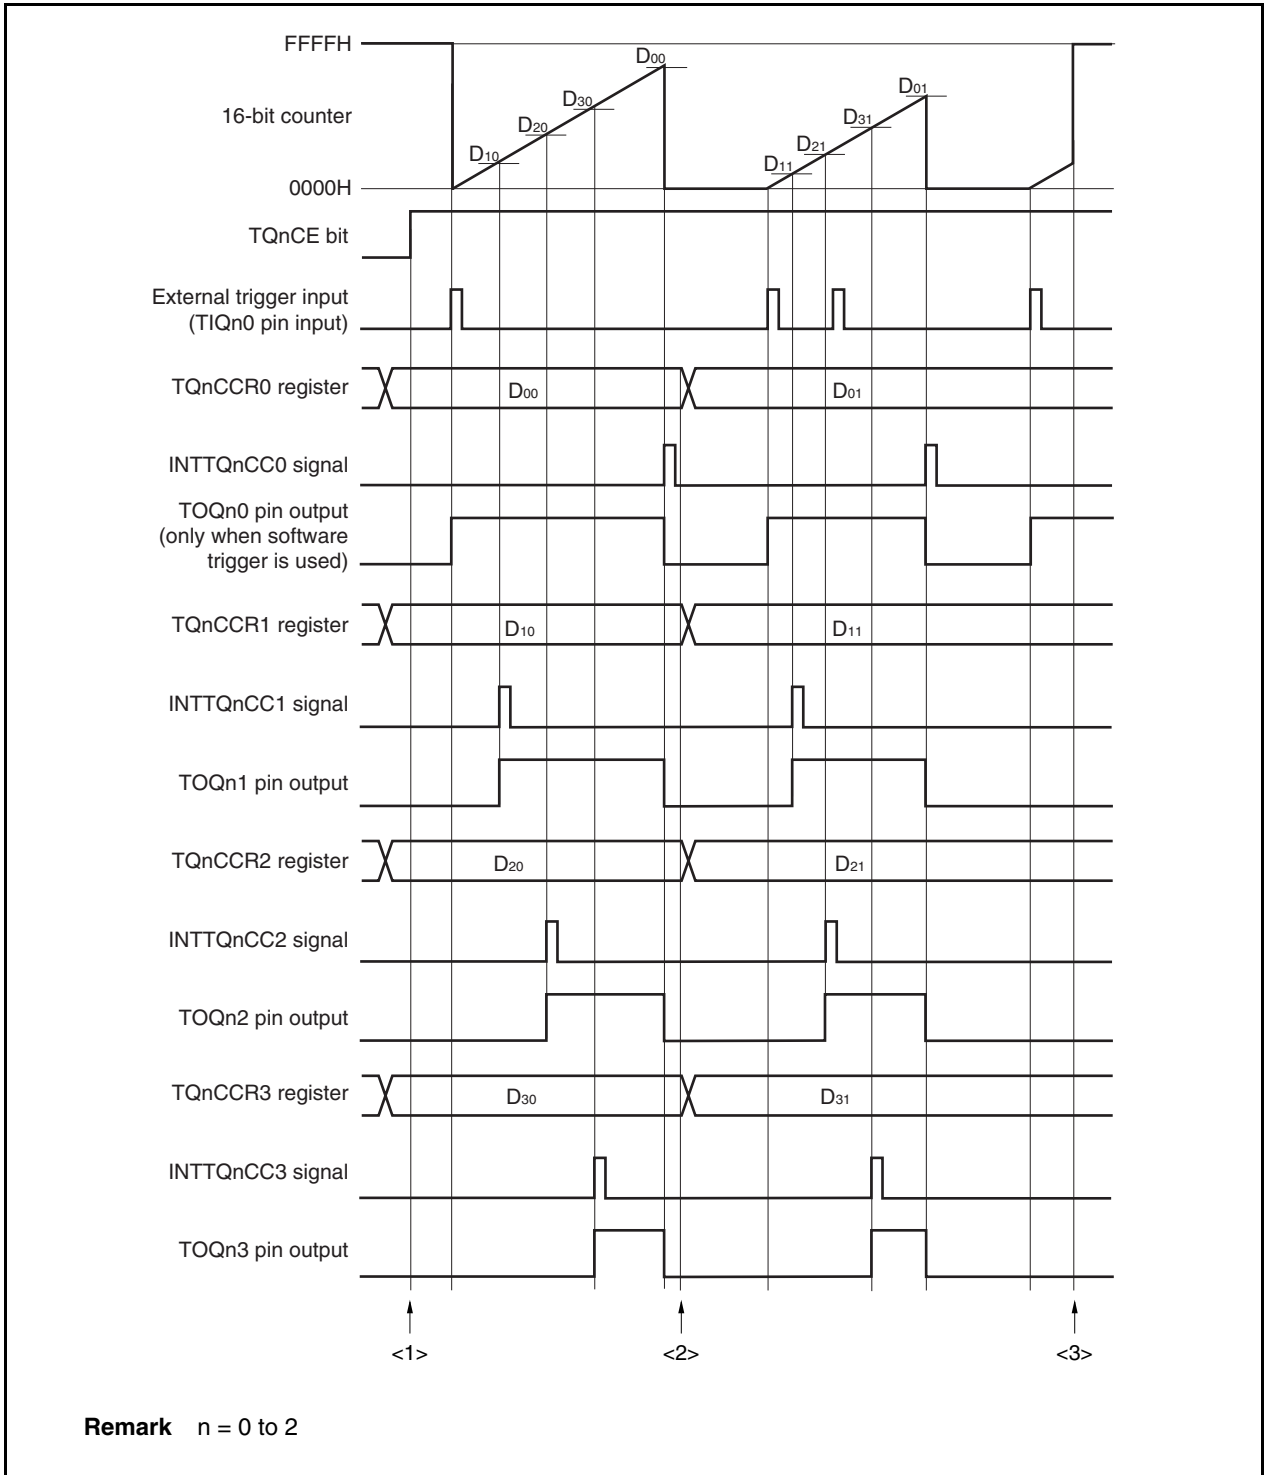 FFFFH
16-bit counter
0000H
D00
D30
D20
D10
D01
D31
D21
D11
TQnCE bit
External trigger input
(TIQn0 pin input)
TQnCCR0 register
D00
D01
INTTQnCC0 signal
TOQn0 pin output
(only when software
trigger is used)
TQnCCR1 register
D10
D11
INTTQnCC1 signal
TOQn1 pin output
TQnCCR2 register
D20
D21
INTTQnCC2 signal
TOQn2 pin output
TQnCCR3 register
D30
D31
INTTQnCC3 signal
TOQn3 pin output
<1>
<2>
<3>
Remark n = 0 to 2